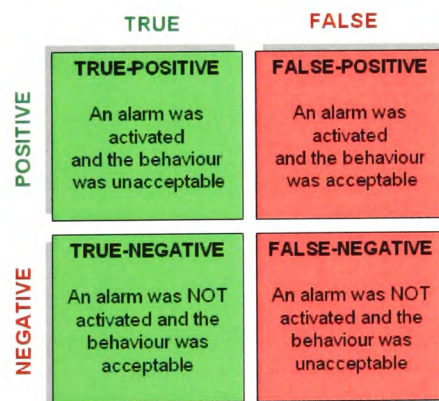 TRUE
FALSE
POSITIVE
TRUE-POSITIVE
An alarm was
activated
and the behaviour
was unacceptable
FALSE-POSITIVE
An alarm was
activated
and the behaviour
was acceptable
NEGATIVE
TRUE-NEGATIVE
An alarm was NOT
activated and the
behaviour was
acceptable
FALSE-NEGATIVE
An alarm was NOT
activated and the
behaviour was
unacceptable